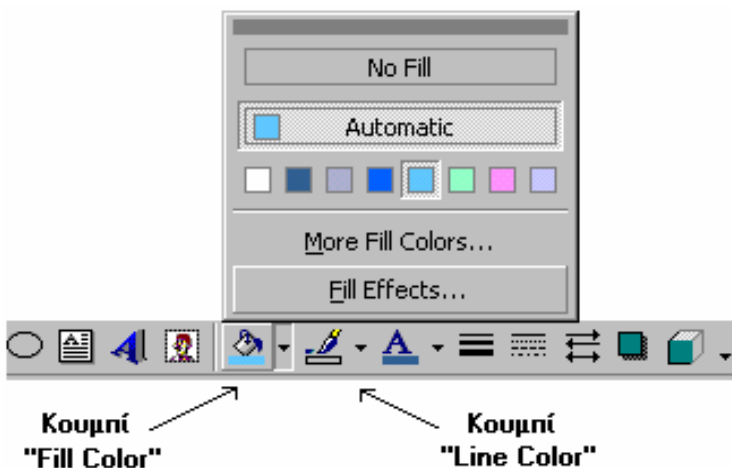 No Fill
Automatic
More Fill Colors...
Fill Effects...
Κουμπί
"Fill Color"
Κουμπί
"Line Color"